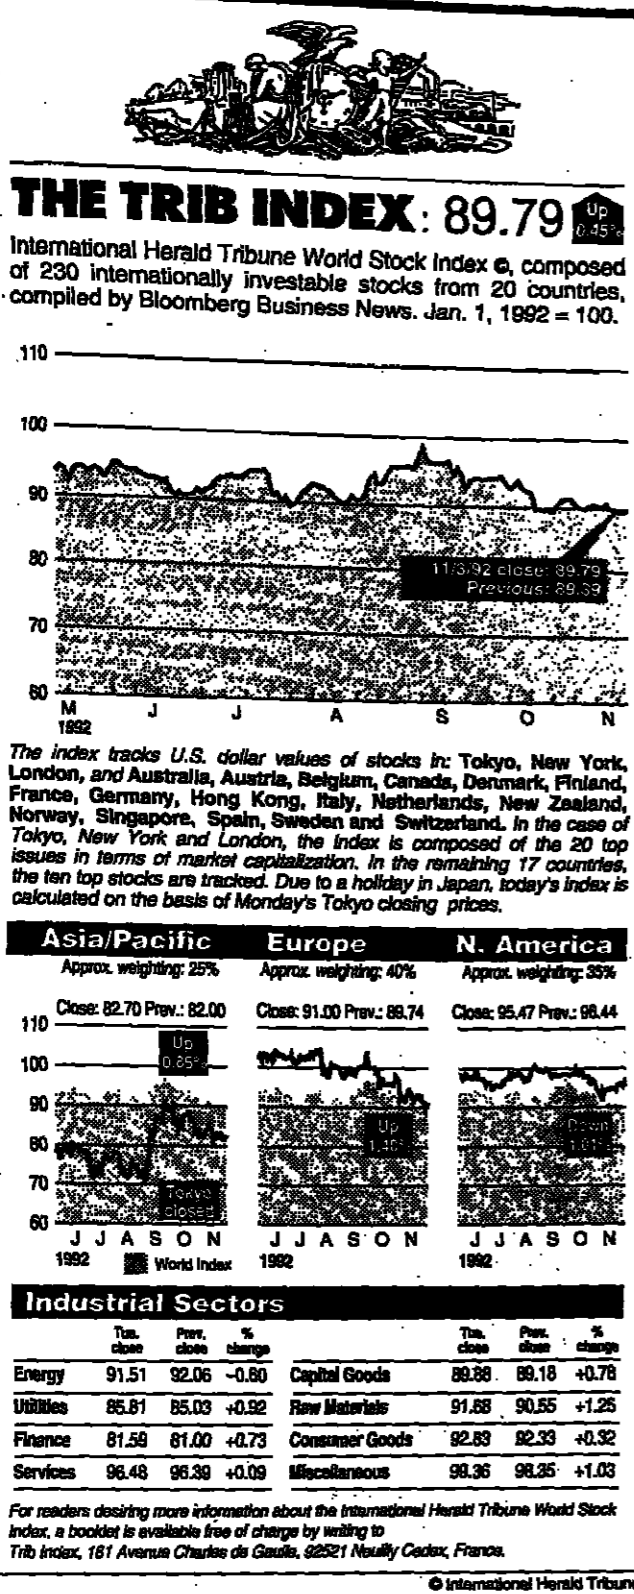 THE TRIB INDEX: 89.79 Up 0.45%
International Herald Tribune World Stock Index ©, composed
of 230 internationally investable stocks from 20 countries,
compiled by Bloomberg Business News. Jan. 1, 1992 = 100.
110
100
90
80
70
60
11/3/92 close: 89.79
Previous: 89.39
M J J A S O N
1992
The index tracks U.S. dollar values of stocks in: Tokyo, New York,
London, and Australia, Austria, Belgium, Canada, Denmark, Finland,
France, Germany, Hong Kong, Italy, Netherlands, New Zealand,
Norway, Singapore, Spain, Sweden and Switzerland. In the case of
Tokyo, New York and London, the index is composed of the 20 top
issues in terms of market capitalization. In the remaining 17 countries,
the ten top stocks are tracked. Due to a holiday in Japan, today's index is
calculated on the basis of Monday's Tokyo closing prices.
Asia/Pacific Europe N. America
Approx. weighting: 25% Approx. weighting: 40% Approx. weighting: 35%
Close: 82.70 Prev.: 82.00 Close: 91.00 Prev.: 89.74 Close: 95.47 Prev.: 96.44
110
100
90
80
70
60
Up
0.85%
Tokyo
closed
Up
Down
J J A S O N J J A S O N J J A S O N
1992 World Index 1992 1992
Industrial Sectors
Tue. close Prev. close % change Tue. close Prev. close % change
Energy 91.51 92.06 -0.60 Capital Goods 89.88 89.18 +0.78
Utilities 85.81 85.03 +0.92 Raw Materials 91.68 90.55 +1.25
Finance 81.59 81.00 +0.73 Consumer Goods 92.63 92.33 +0.32
Services 96.48 96.39 +0.09 Miscellaneous 99.36 98.35 +1.03
For readers desiring more information about the International Herald Tribune World Stock
Index, a booklet is available free of charge by writing to
Trib Index, 181 Avenue Charles de Gaulle, 92521 Neuilly Cedex, France.
© International Herald Tribune